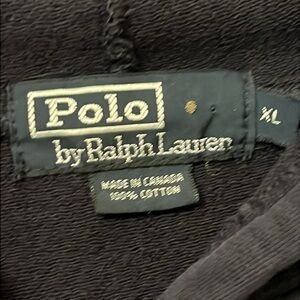 Polo
by Ralph Lauren
XL
MADE IN CANADA
100% COTTON